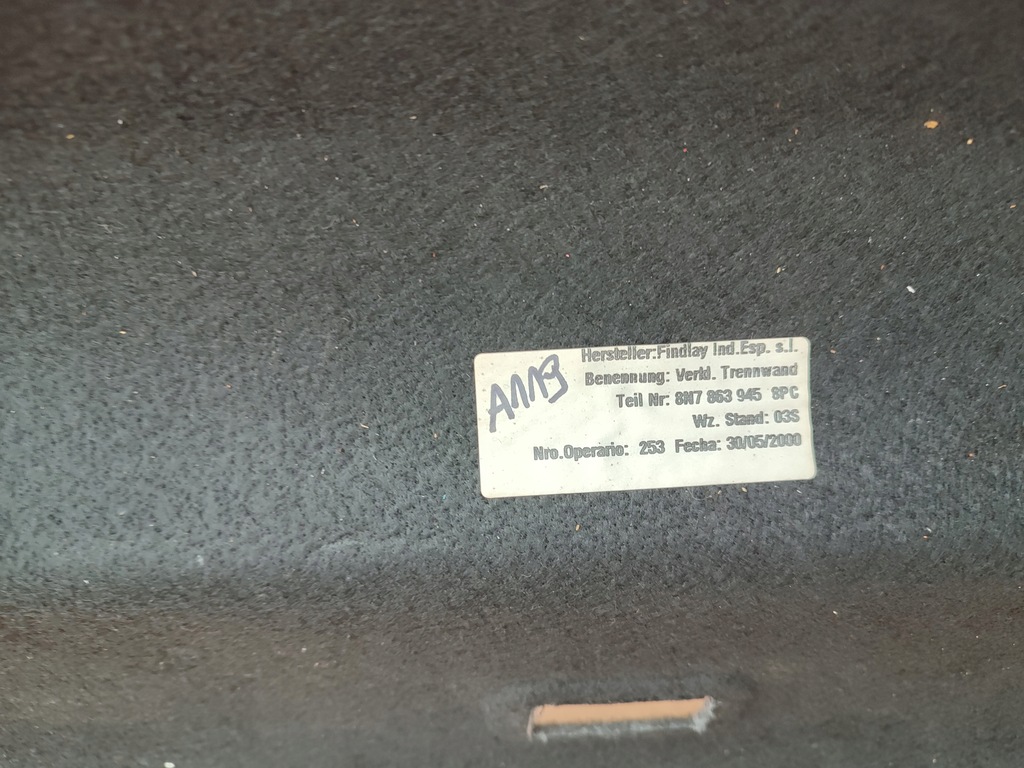 Hersteller:Findlay Ind.Esp. s.l.
Benennung: Verkl. Trennwand
Teil Nr: 8N7 863 945 8PC
Wz. Stand: 03S
Nro.Operario: 253 Fecha: 30/05/2000